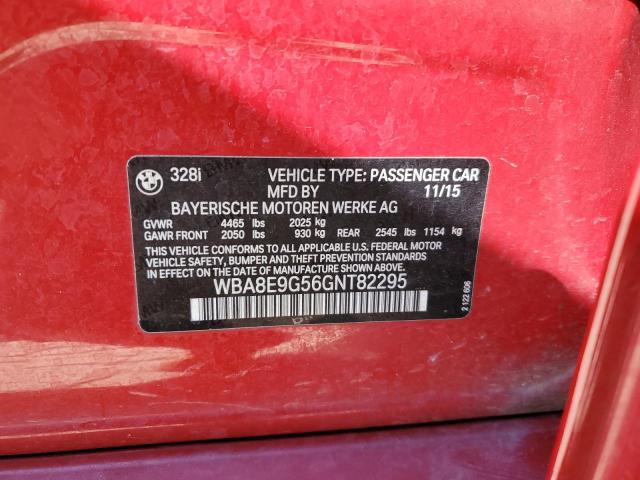 BMW
328i VEHICLE TYPE: PASSENGER CAR
MFD BY 11/15
BAYERISCHE MOTOREN WERKE AG
GVWR 4465 lbs 2025 kg
GAWR FRONT 2050 lbs 930 kg REAR 2545 lbs 1154 kg
THIS VEHICLE CONFORMS TO ALL APPLICABLE U.S. FEDERAL MOTOR
VEHICLE SAFETY, BUMPER AND THEFT PREVENTION STANDARDS
IN EFFECT ON THE DATE OF MANUFACTURE SHOWN ABOVE.
WBA8E9G56GNT82295
2 122 606